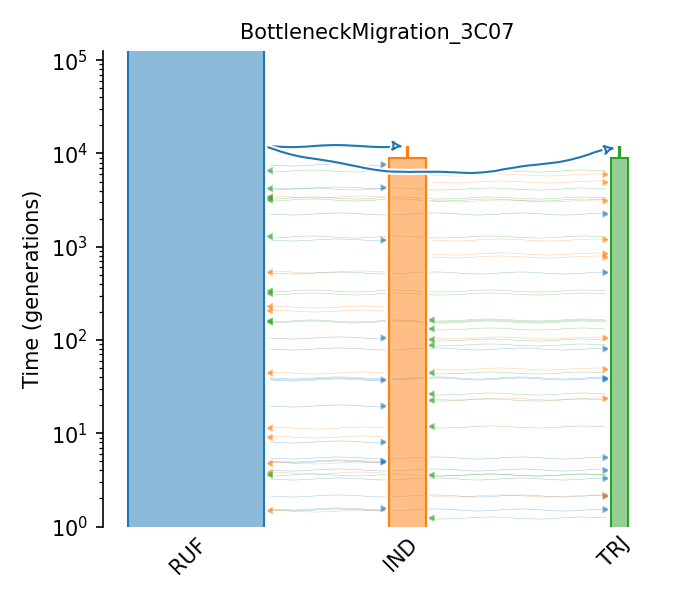 BottleneckMigration_3C07
Time (generations)
10⁵
10⁴
10³
10²
10¹
10⁰
RUF
IND
TRJ